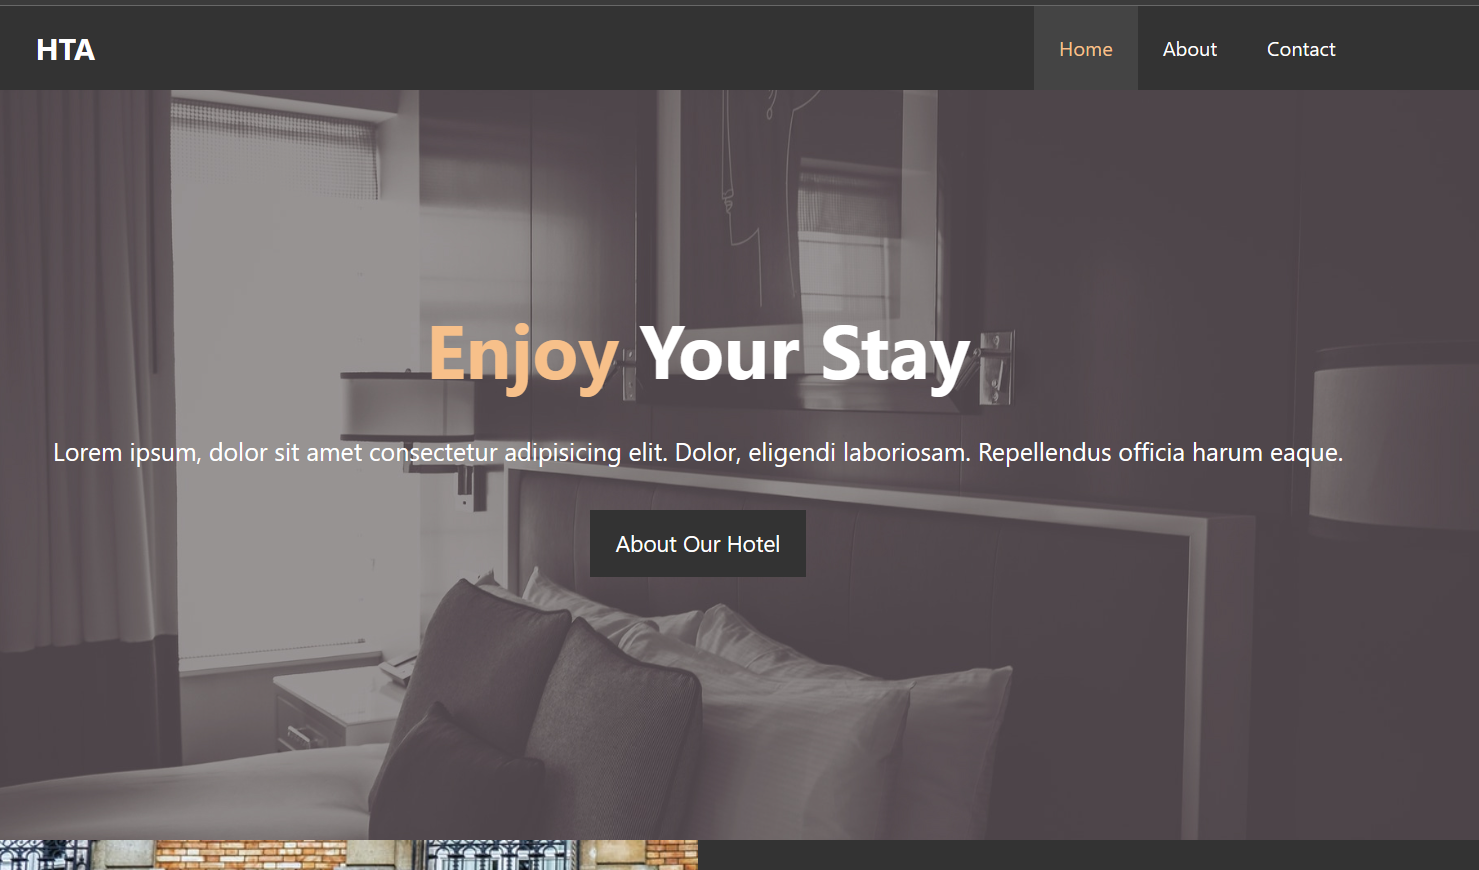 HTA
Home About Contact
Enjoy Your Stay
Lorem ipsum, dolor sit amet consectetur adipisicing elit. Dolor, eligendi laboriosam. Repellendus officia harum eaque.
About Our Hotel